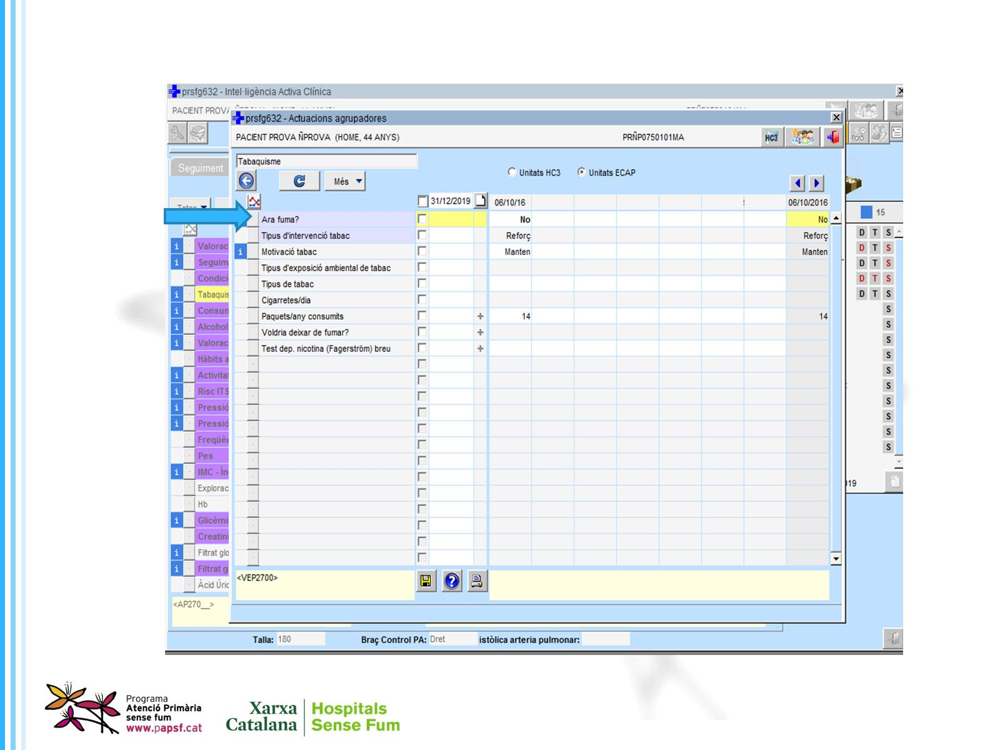 prsfg632 - Intel·ligència Activa Clínica
PACIENT PROVA
prsfg632 - Actuacions agrupadores
PACIENT PROVA ÑPROVA (HOME, 44 ANYS) PRÑP0750101MA HC3
Tabaquisme
Unitats HC3 Unitats ECAP
Seguiment
Més
Totes
31/12/2019 06/10/16 06/10/2016
15
Ara fuma? No No
Tipus d'intervenció tabac Reforç Reforç
i Motivació tabac Manten Manten
Tipus d'exposició ambiental de tabac
Tipus de tabac
Cigarretes/dia
Paquets/any consumits + 14 14
Voldria deixar de fumar? +
Test dep. nicotina (Fagerström) breu +
D T S
D T S
D T S
D T S
D T S
S
S
S
S
S
S
S
S
S
S
i Valorac
i Seguim
Condici
i Tabaquis
i Consun
i Alcohol
i Valorac
Hàbits a
i Activitat
i Risc ITS
i Pressió
i Pressió
Freqüèn
Pes
i IMC - Ín
Explorac
Hb
i Glicèmi
Creatini
i Filtrat glo
i Filtrat g
Àcid Úric
019
<VEP2700>
<AP270__>
Talla: 180 Braç Control PA: Dret istòlica arteria pulmonar:
Programa
Atenció Primària
sense fum
www.papsf.cat
Xarxa
Catalana
Hospitals
Sense Fum